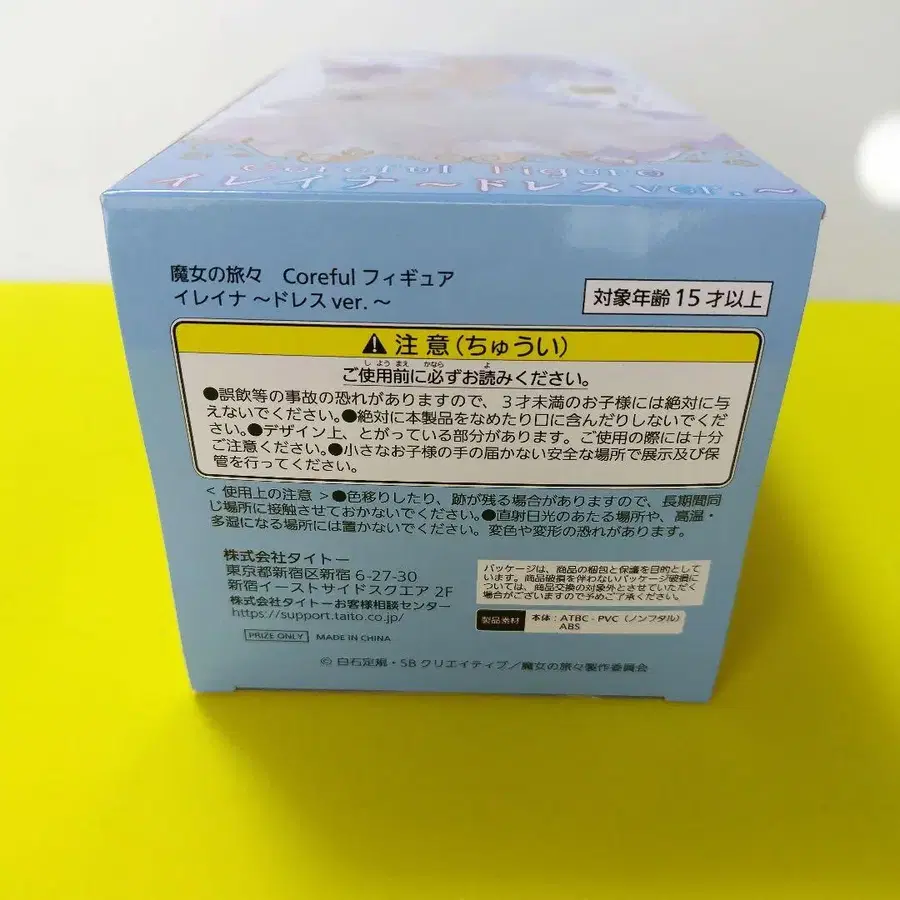 Coreful Figure
イレイナ ～ドレスver.～
魔女の旅々　Coreful フィギュア
イレイナ ～ドレス ver. ～
対象年齢 15 才以上
注 意 (ちゅうい)
し よう まえ かなら よ
ご使用前に必ずお読みください。
●誤飲等の事故の恐れがありますので、３才未満のお子様には絶対に与
えないでください。●絶対に本製品をなめたり口に含んだりしないでくだ
さい。●デザイン上、とがっている部分があります。ご使用の際には十分
ご注意ください。●小さなお子様の手の届かない安全な場所で展示及び保
管を行ってください。
< 使用上の注意 >●色移りしたり、跡が残る場合がありますので、長期間同
じ場所に接触させておかないでください。●直射日光のあたる場所や、高温・
多湿になる場所には置かないでください。変色や変形の恐れがあります。
株式会社タイトー
東京都新宿区新宿 6-27-30
新宿イーストサイドスクエア 2F
株式会社タイトーお客様相談センター
https://support.taito.co.jp/
PRIZE ONLY MADE IN CHINA
パッケージは、商品の梱包と保護を目的として
います。商品破損を伴わないパッケージ破損に
ついては、商品交換の対象外とさせていただく
場合がございますので予めご了承ください。
製品素材 本体：ATBC - PVC（ノンフタル）
ABS
© 白石定規・SB クリエイティブ／魔女の旅々製作委員会